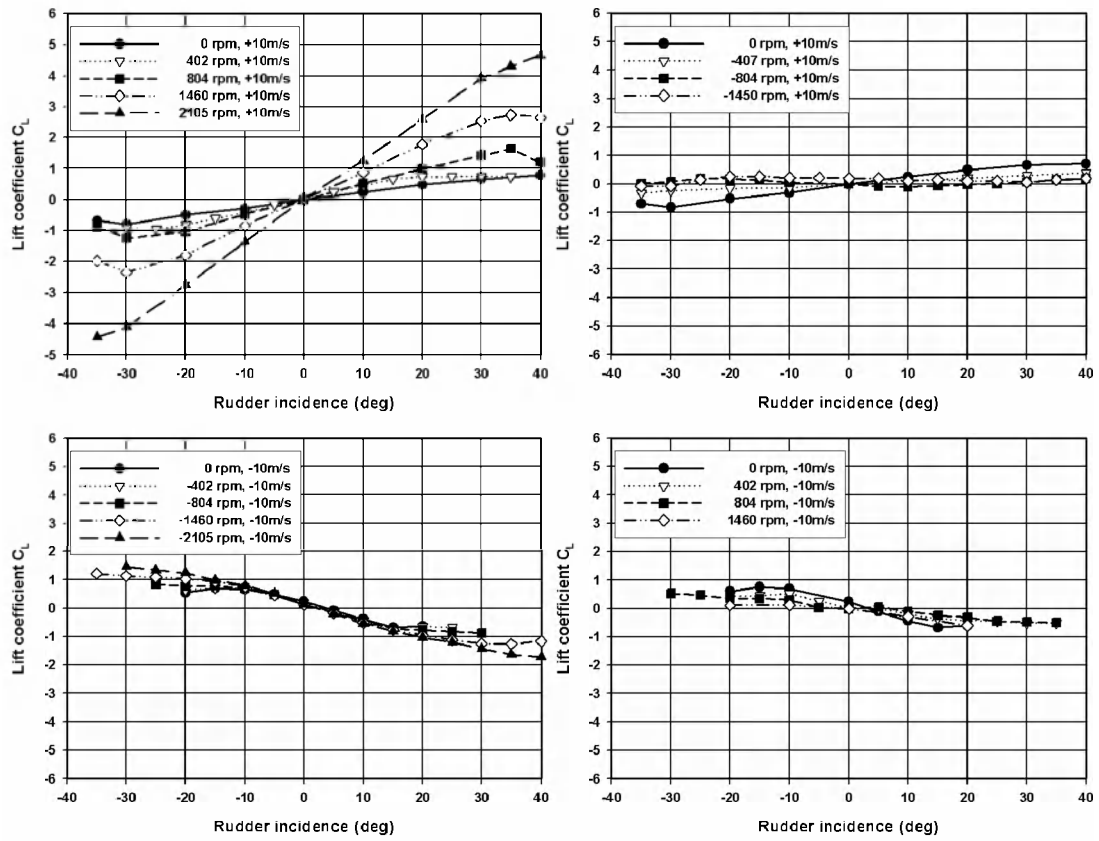 6
5
4
3
2
1
0
-1
-2
-3
-4
-5
Lift coefficient CL
0 rpm, +10m/s
402 rpm, +10m/s
804 rpm, +10m/s
1460 rpm, +10m/s
2105 rpm, +10m/s
-40 -30 -20 -10 0 10 20 30 40
Rudder incidence (deg)
6
5
4
3
2
1
0
-1
-2
-3
-4
-5
-6
Lift coefficient CL
0 rpm, +10m/s
-407 rpm, +10m/s
-804 rpm, +10m/s
-1450 rpm, +10m/s
-40 -30 -20 -10 0 10 20 30 40
Rudder incidence (deg)
6
5
4
3
2
1
0
-1
-2
-3
-4
-5
-6
Lift coefficient CL
0 rpm, -10m/s
-402 rpm, -10m/s
-804 rpm, -10m/s
-1460 rpm, -10m/s
-2105 rpm, -10m/s
-40 -30 -20 -10 0 10 20 30 40
Rudder incidence (deg)
6
5
4
3
2
1
0
-1
-2
-3
-4
-5
-6
Lift coefficient CL
0 rpm, -10m/s
402 rpm, -10m/s
804 rpm, -10m/s
1460 rpm, -10m/s
-40 -30 -20 -10 0 10 20 30 40
Rudder incidence (deg)